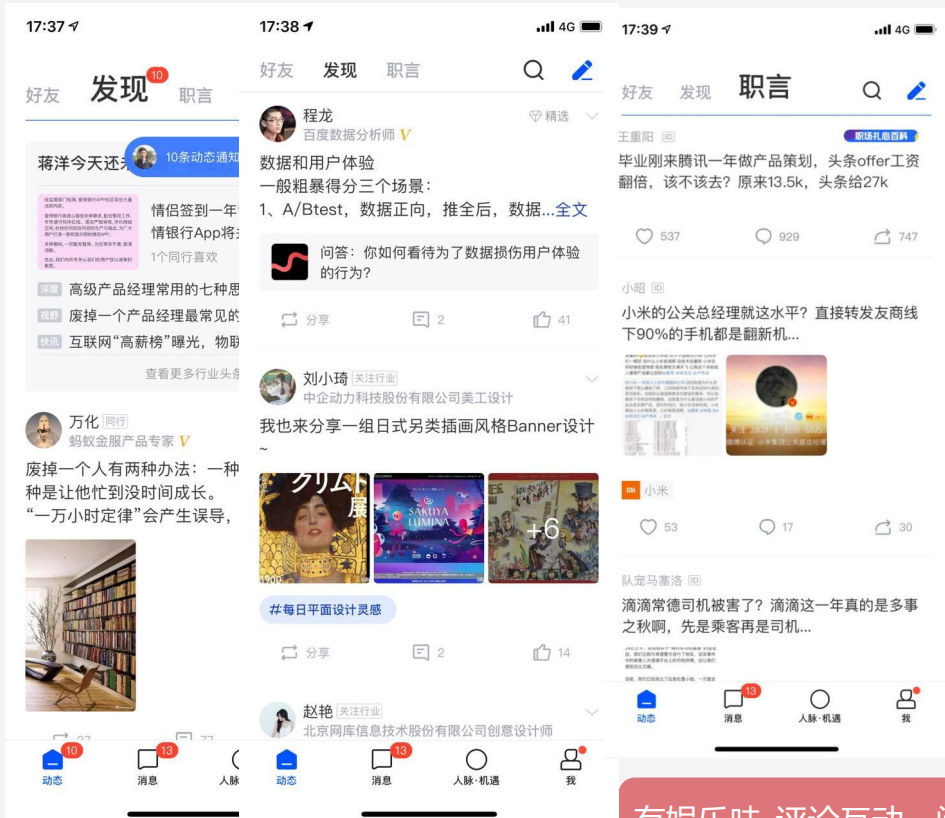 17:37
好友 发现 10 职言
蒋洋今天还
10条动态通知
情侣签到一年
情银行App将
1个同行喜欢
深度 高级产品经理常用的七种思
视野 废掉一个产品经理最常见的
快讯 互联网“高薪榜”曝光，物联
查看更多行业头条
万化 同行
蚂蚁金服产品专家 V
废掉一个人有两种办法：一种
种是让他忙到没时间成长。
“一万小时定律”会产生误导，
27 77
10 13
动态 消息 人脉
17:38 4G
好友 发现 职言
程龙 精选
百度数据分析师 V
数据和用户体验
一般粗暴得分三个场景：
1、A/Btest，数据正向，推全后，数据...全文
问答：你如何看待为了数据损伤用户体验
的行为？
分享 2 41
刘小琦 关注行业
中企动力科技股份有限公司美工设计
我也来分享一组日式另类插画风格Banner设计
~
クリムト
展
1900
SAKUYA
LUMINA
+6
#每日平面设计灵感
分享 2 14
赵艳 关注行业
北京网库信息技术股份有限公司创意设计师
13
动态 消息 人脉·机遇 我
17:39 4G
好友 发现 职言
王重阳 ID 职场扎心百科
毕业刚来腾讯一年做产品策划，头条offer工资
翻倍，该不该去？原来13.5k，头条给27k
537 929 747
小昭 ID
小米的公关总经理就这水平？直接转发友商线
下90%的手机都是翻新机...
小米
53 17 30
队宠马塞洛 ID
滴滴常德司机被害了？滴滴这一年真的是多事
之秋啊，先是乘客再是司机...
13
动态 消息 人脉·机遇 我